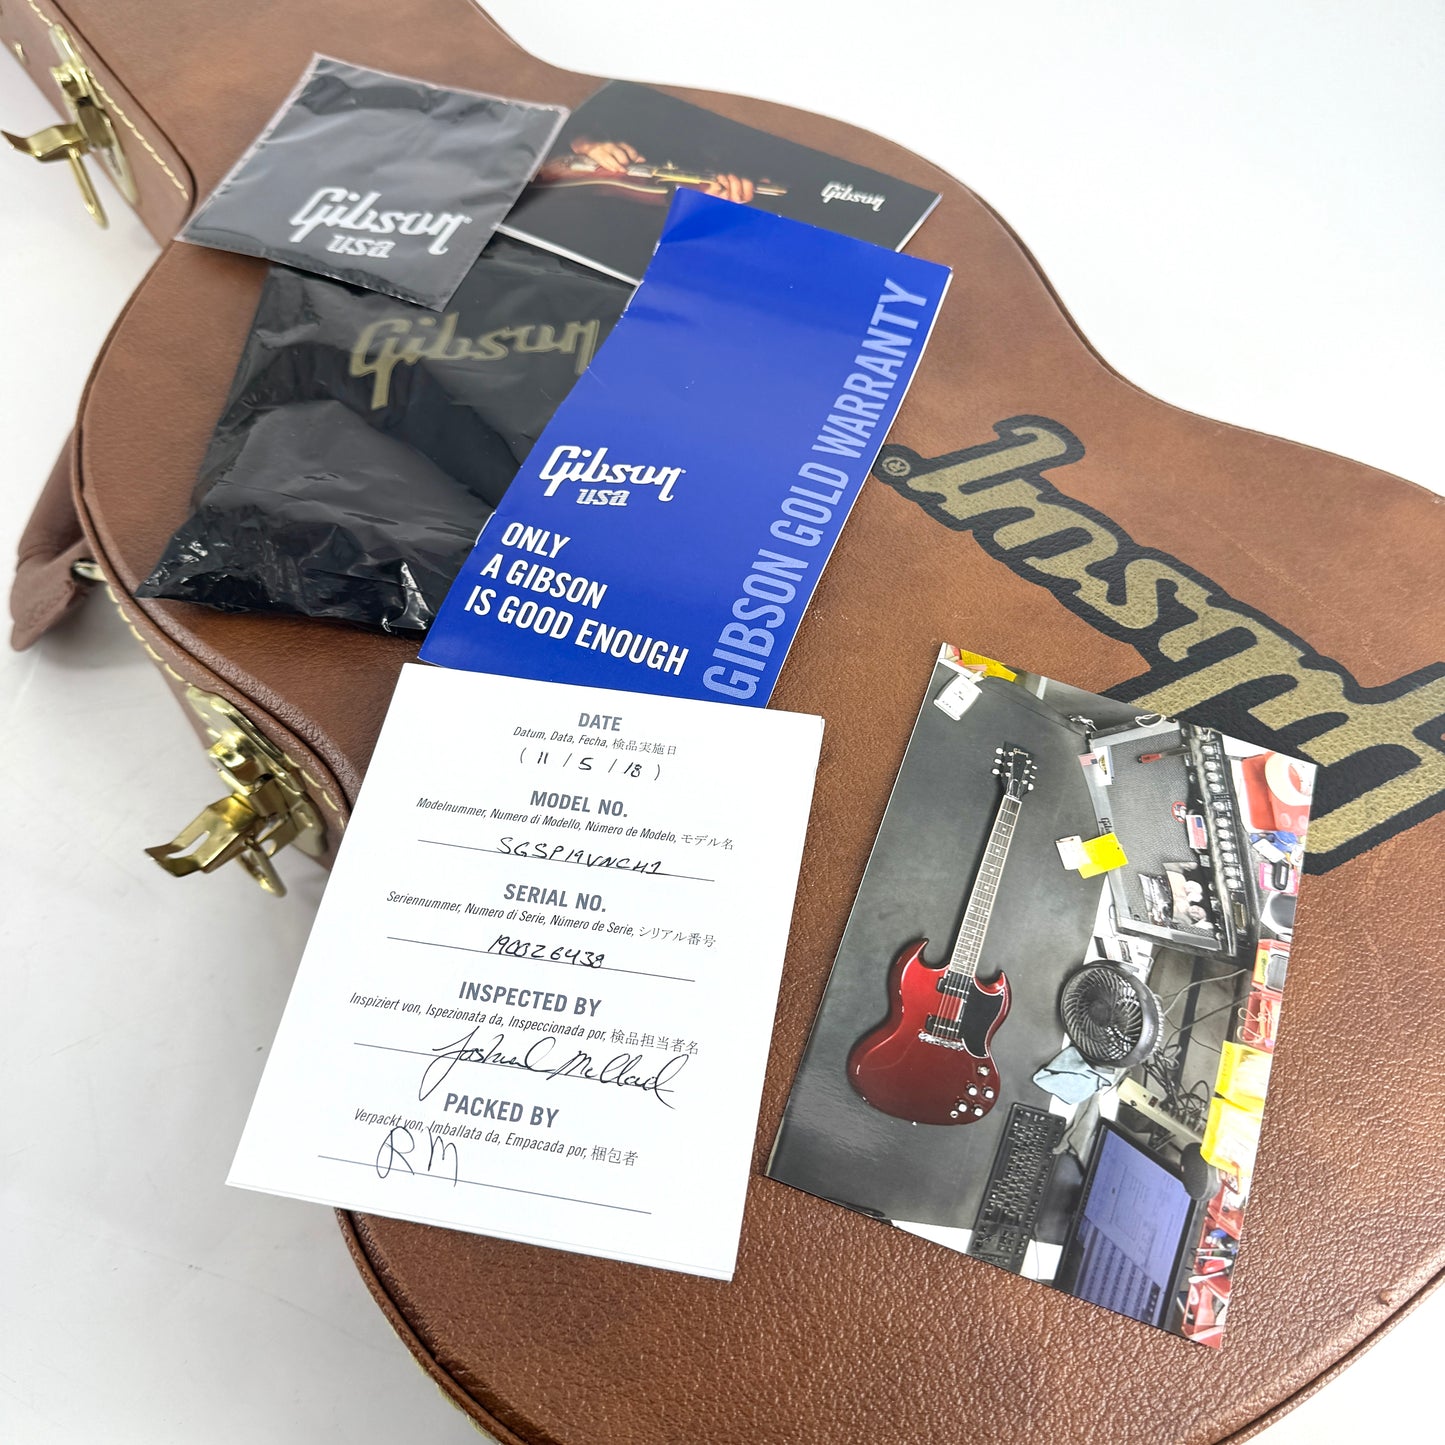 Gibson
USA
Gibson
Gibson
Gibson
USA
ONLY
A GIBSON
IS GOOD ENOUGH
GIBSON GOLD WARRANTY
Gibson
DATE
Datum, Data, Fecha, 検品実施日
( 11 / 5 / 18 )
MODEL NO.
Modelnummer, Numero di Modello, Número de Modelo, モデル名
SGSP19VNCH1
SERIAL NO.
Seriennummer, Numero di Serie, Número de Serie, シリアル番号
190026438
INSPECTED BY
Inspiziert von, Ispezionata da, Inspeccionada por, 検品担当者名
PACKED BY
Verpackt von, Imballata da, Empacada por, 梱包者
RM